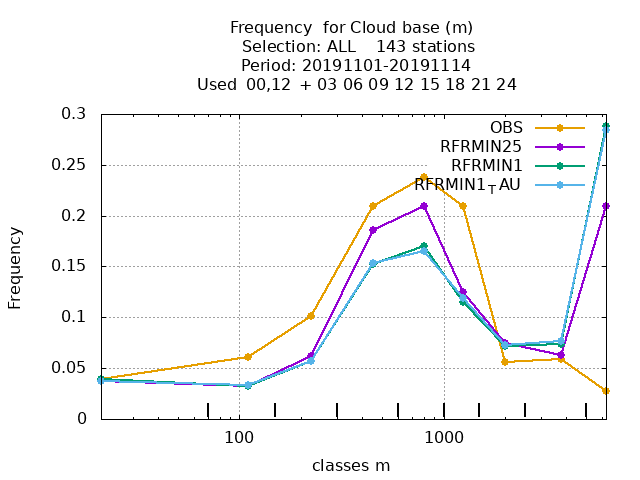 Frequency for Cloud base (m)
Selection: ALL 143 stations
Period: 20191101-20191114
Used 00,12 + 03 06 09 12 15 18 21 24
0.3
0.25
0.2
0.15
0.1
0.05
0
Frequency
OBS
RFRMIN25
RFRMIN1
RFRMIN1TAU
100
1000
classes m